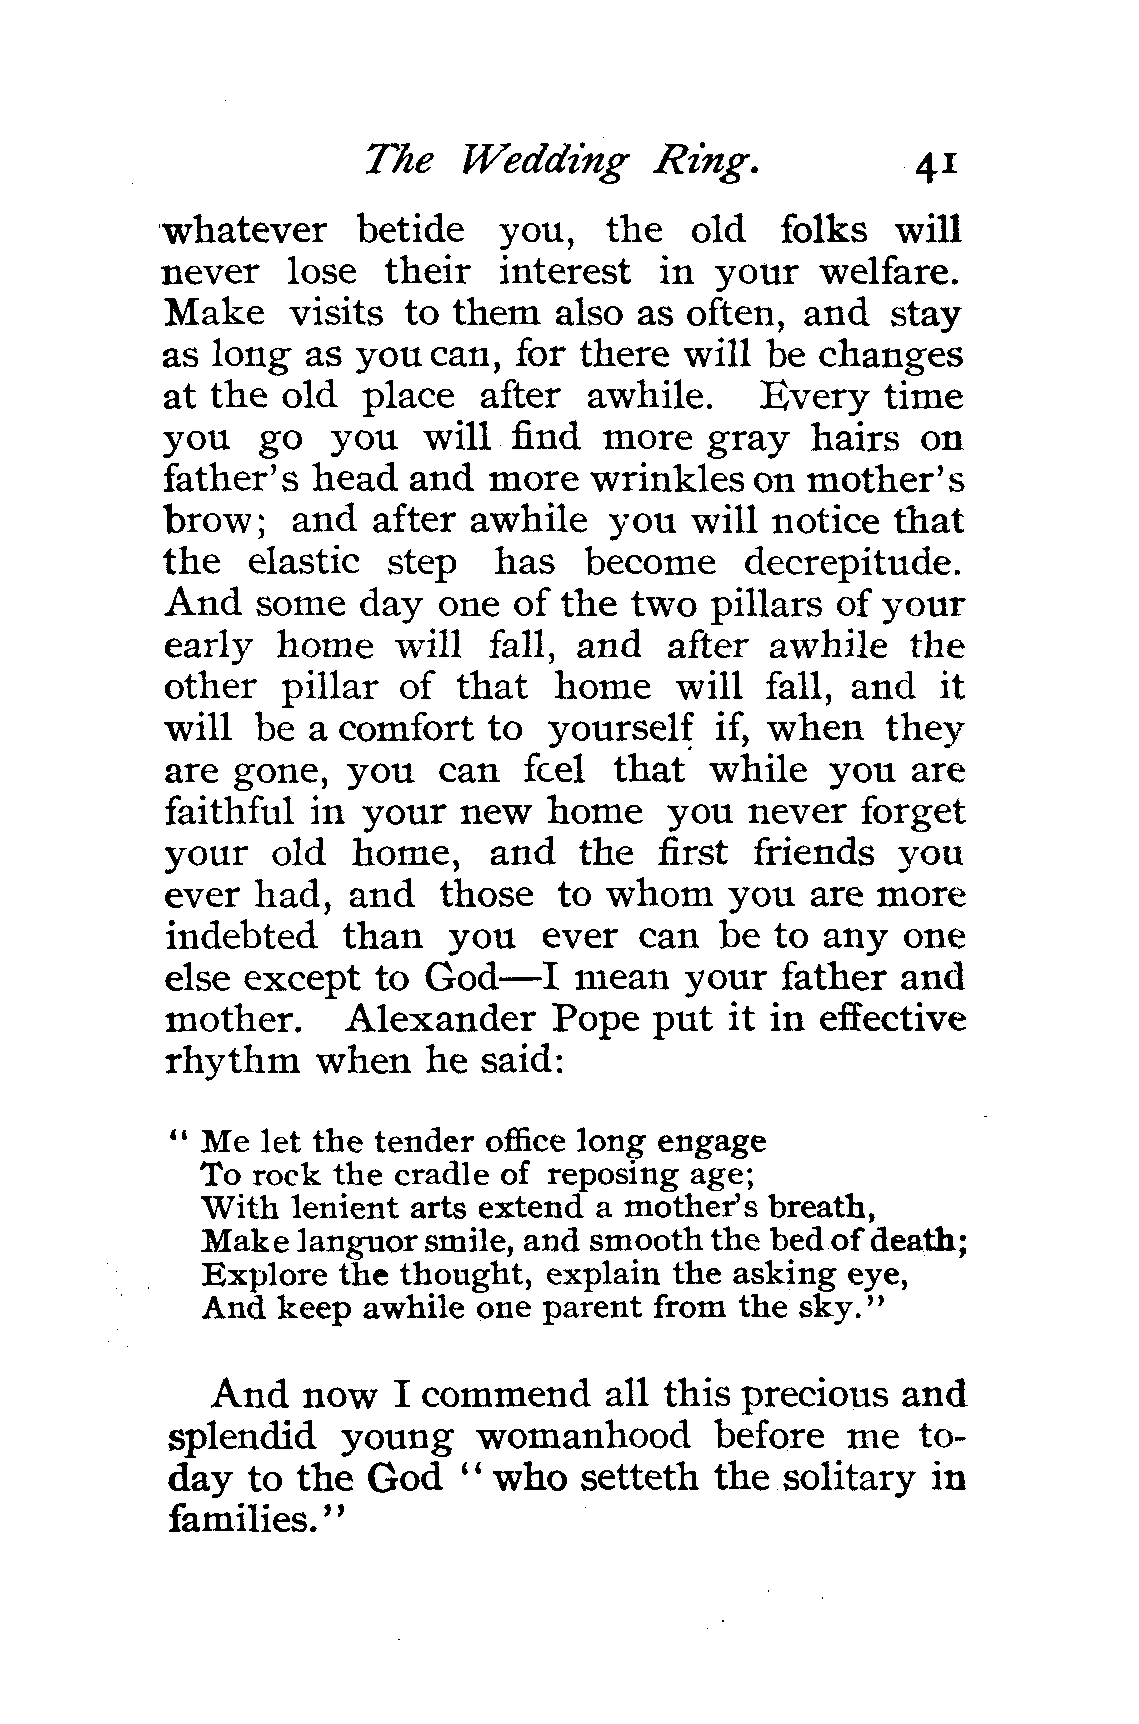 The Wedding Ring. 41
whatever betide you, the old folks will
never lose their interest in your welfare.
Make visits to them also as often, and stay
as long as you can, for there will be changes
at the old place after awhile. Every time
you go you will find more gray hairs on
father's head and more wrinkles on mother's
brow; and after awhile you will notice that
the elastic step has become decrepitude.
And some day one of the two pillars of your
early home will fall, and after awhile the
other pillar of that home will fall, and it
will be a comfort to yourself if, when they
are gone, you can feel that while you are
faithful in your new home you never forget
your old home, and the first friends you
ever had, and those to whom you are more
indebted than you ever can be to any one
else except to God—I mean your father and
mother. Alexander Pope put it in effective
rhythm when he said:
“ Me let the tender office long engage
To rock the cradle of reposing age;
With lenient arts extend a mother's breath,
Make languor smile, and smooth the bed of death;
Explore the thought, explain the asking eye,
And keep awhile one parent from the sky.”
And now I commend all this precious and
splendid young womanhood before me to-
day to the God “ who setteth the solitary in
families.”